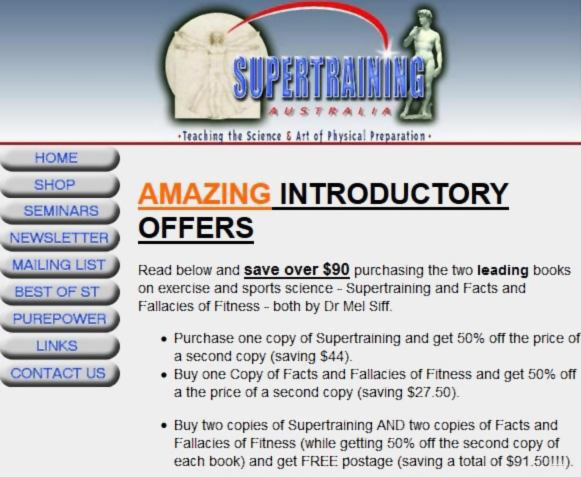 SUPERTRAINING
AUSTRALIA
•Teaching the Science & Art of Physical Preparation•
HOME
SHOP
SEMINARS
NEWSLETTER
MAILING LIST
BEST OF ST
PUREPOWER
LINKS
CONTACT US
AMAZING INTRODUCTORY
OFFERS
Read below and save over $90 purchasing the two leading books
on exercise and sports science - Supertraining and Facts and
Fallacies of Fitness - both by Dr Mel Siff.
• Purchase one copy of Supertraining and get 50% off the price of
a second copy (saving $44).
• Buy one Copy of Facts and Fallacies of Fitness and get 50% off
a the price of a second copy (saving $27.50).
• Buy two copies of Supertraining AND two copies of Facts and
Fallacies of Fitness (while getting 50% off the second copy of
each book) and get FREE postage (saving a total of $91.50!!!).